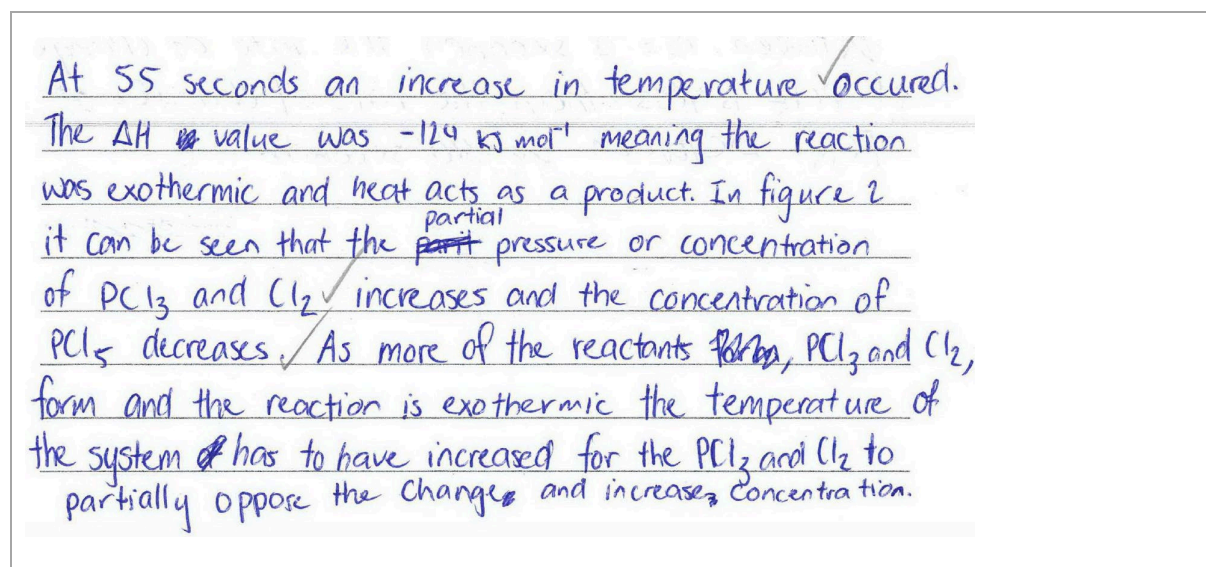 At 55 seconds an increase in temperature occured.
The ΔH value was -124 kJ mol⁻¹ meaning the reaction
was exothermic and heat acts as a product. In figure 2
it can be seen that the partial pressure or concentration
of PCl₃ and Cl₂ increases and the concentration of
PCl₅ decreases. As more of the reactants, PCl₃ and Cl₂,
form and the reaction is exothermic the temperature of
the system has to have increased for the PCl₃ and Cl₂ to
partially oppose the change and increase concentration.